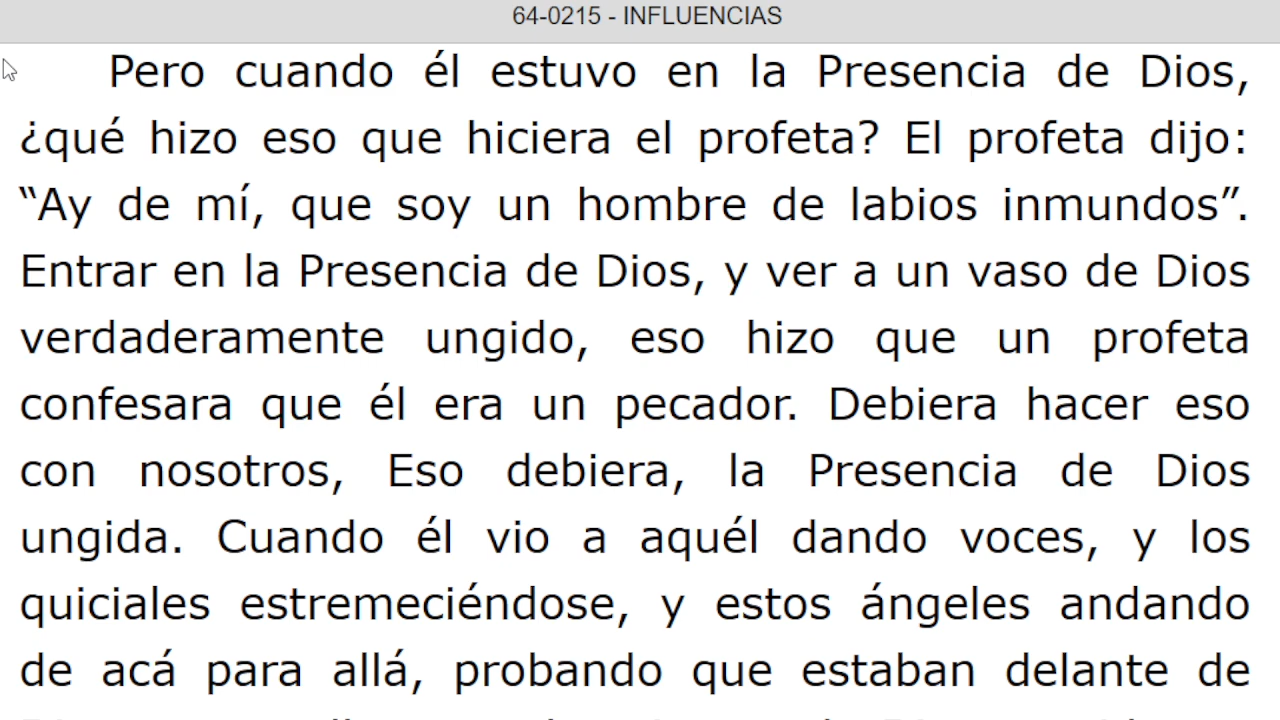 64-0215 - INFLUENCIAS
Pero cuando él estuvo en la Presencia de Dios,
¿qué hizo eso que hiciera el profeta? El profeta dijo:
“Ay de mí, que soy un hombre de labios inmundos”.
Entrar en la Presencia de Dios, y ver a un vaso de Dios
verdaderamente ungido, eso hizo que un profeta
confesara que él era un pecador. Debiera hacer eso
con nosotros, Eso debiera, la Presencia de Dios
ungida. Cuando él vio a aquél dando voces, y los
quiciales estremeciéndose, y estos ángeles andando
de acá para allá, probando que estaban delante de